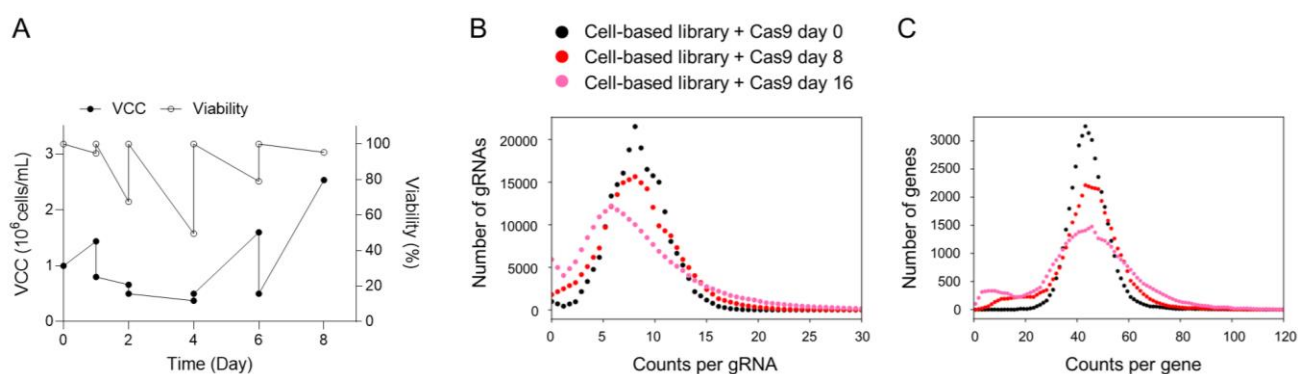 A
VCC
Viability
VCC (10⁶cells/mL)
3
2
1
0
100
80
60
40
20
0
Viability (%)
0
2
4
6
8
Time (Day)
B
Cell-based library + Cas9 day 0
Cell-based library + Cas9 day 8
Cell-based library + Cas9 day 16
Number of gRNAs
20000
15000
10000
5000
0
0
5
10
15
20
25
30
Counts per gRNA
C
Number of genes
3000
2500
2000
1500
1000
500
0
0
20
40
60
80
100
120
Counts per gene